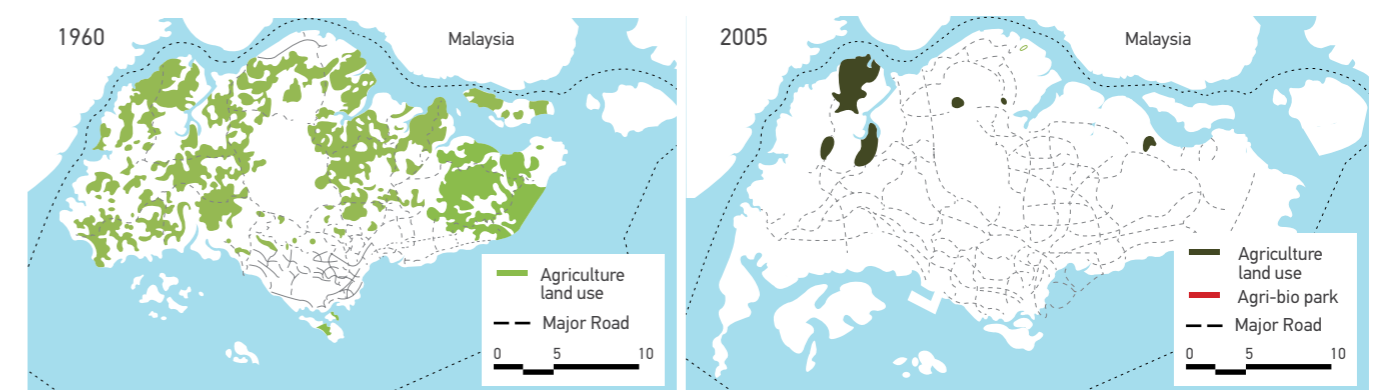 1960
Malaysia
Agriculture
land use
Major Road
0 5 10
2005
Malaysia
Agriculture
land use
Agri-bio park
Major Road
0 5 10